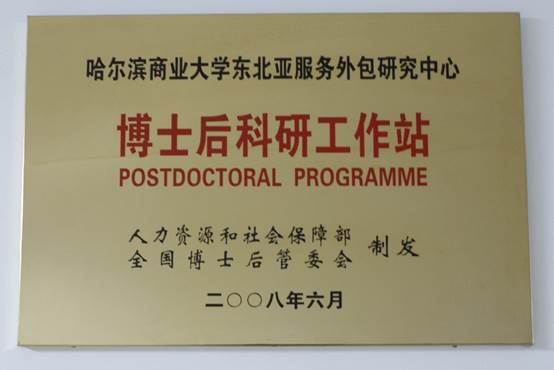 哈尔滨商业大学东北亚服务外包研究中心
博士后科研工作站
POSTDOCTORAL PROGRAMME
人力资源和社会保障部
全国博士后管委会 制发
二〇〇八年六月